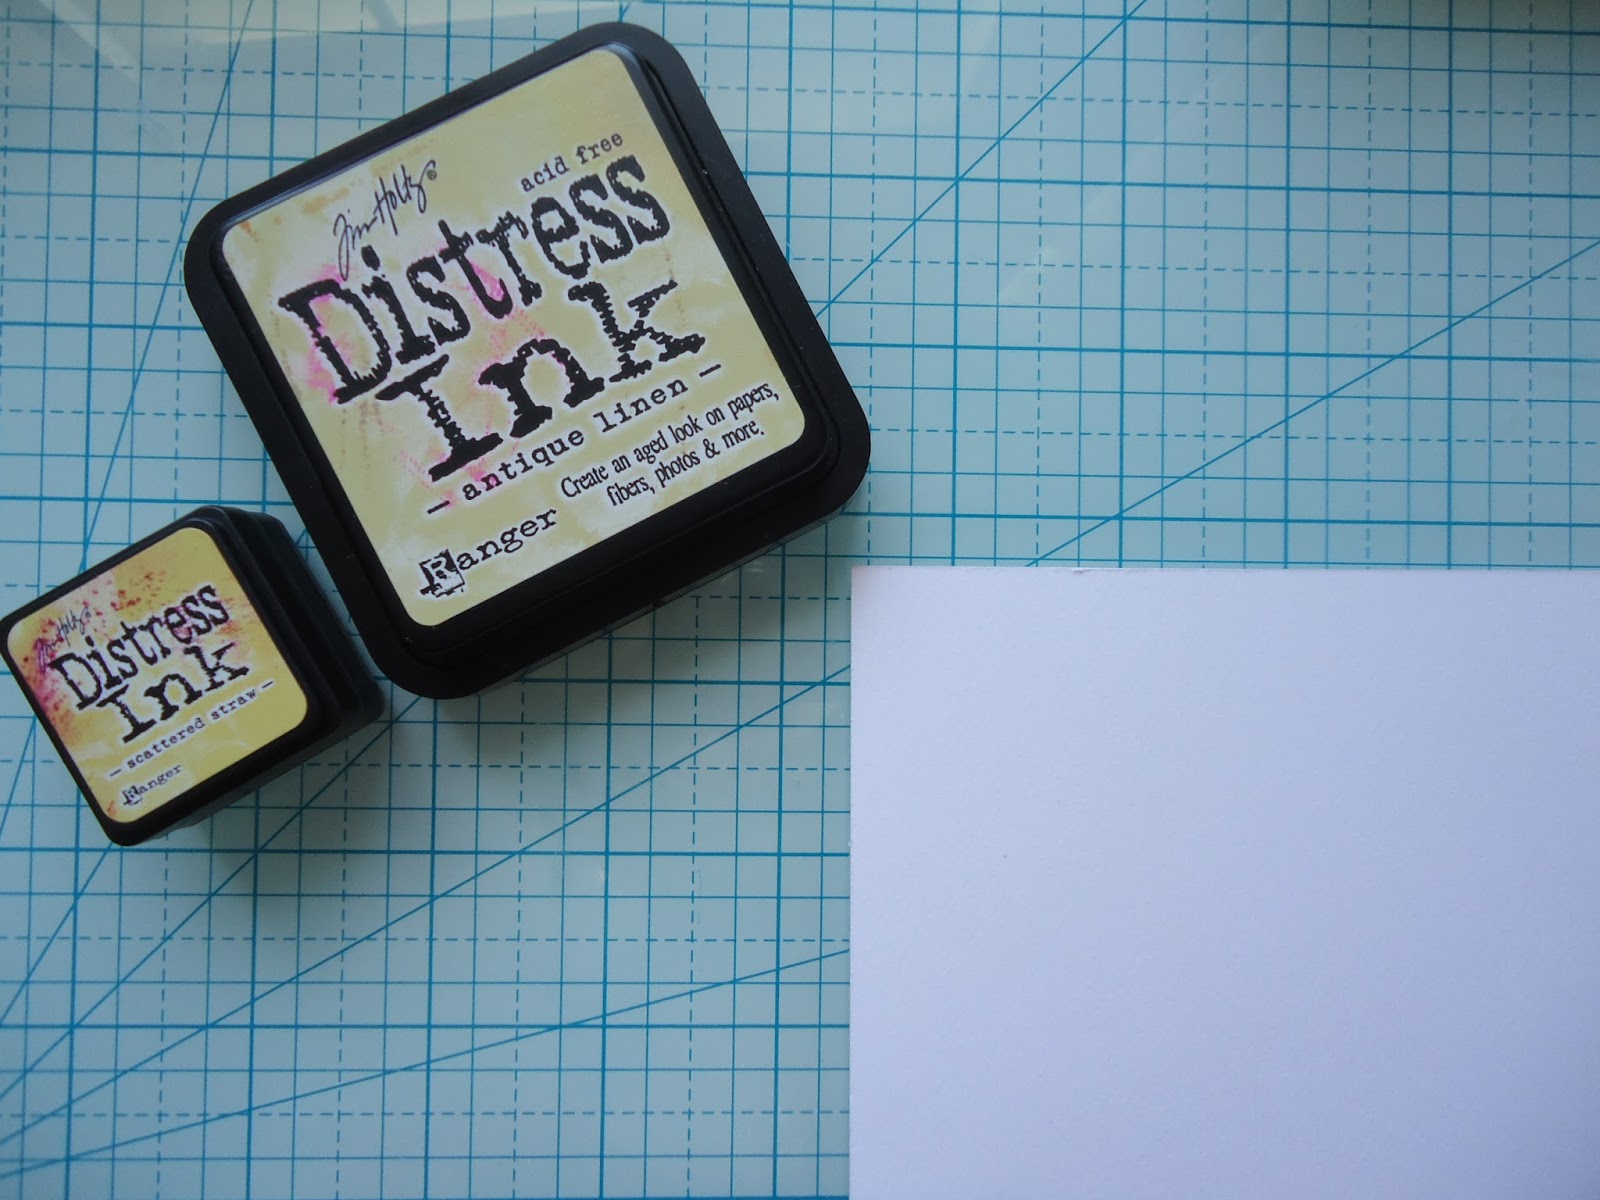 Tim Holtz®
acid free
Distress
Ink
– antique linen –
Create an aged look on papers,
fibers, photos & more.
Ranger
Tim Holtz®
Distress
Ink
– scattered straw –
Ranger